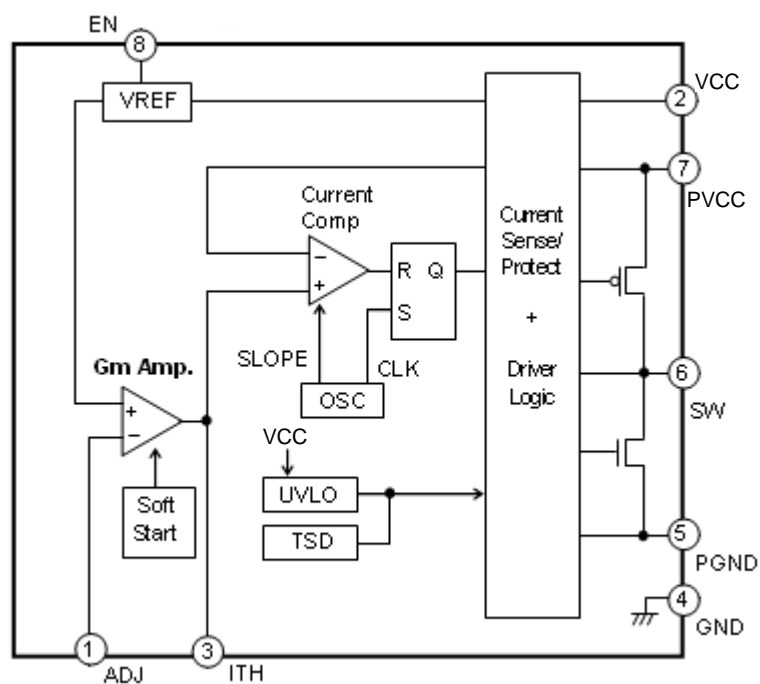 EN
8
VCC
2
VREF
7
PVCC
Current
Comp
−
+
R Q
S
Current
Sense/
Protect
+
Driver
Logic
SLOPE
CLK
OSC
Gm Amp.
+
−
6
SW
VCC
UVLO
TSD
Soft
Start
5
PGND
4
GND
1
ADJ
3
ITH